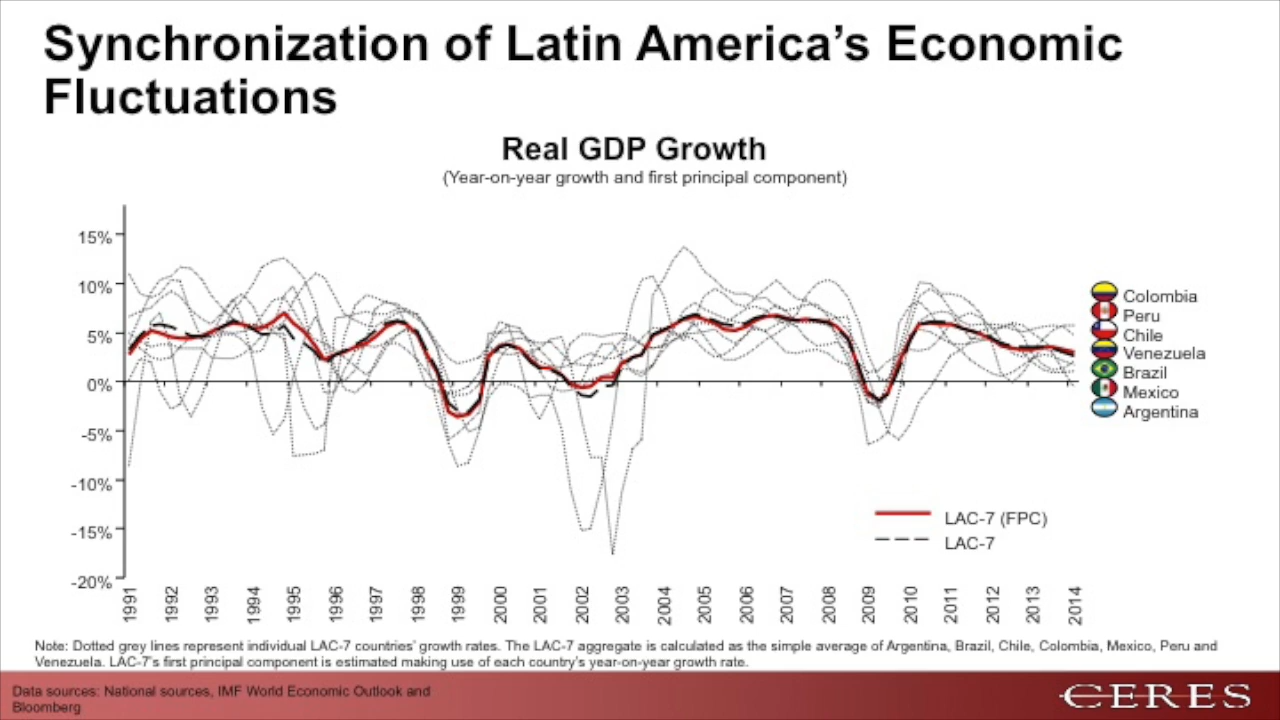 Synchronization of Latin America's Economic
Fluctuations
Real GDP Growth
(Year-on-year growth and first principal component)
15%
10%
5%
0%
-5%
-10%
-15%
-20%
1991 1992 1993 1994 1995 1996 1997 1998 1999 2000 2001 2002 2003 2004 2005 2006 2007 2008 2009 2010 2011 2012 2013 2014
Colombia
Peru
Chile
Venezuela
Brazil
Mexico
Argentina
LAC-7 (FPC)
LAC-7
Note: Dotted grey lines represent individual LAC-7 countries' growth rates. The LAC-7 aggregate is calculated as the simple average of Argentina, Brazil, Chile, Colombia, Mexico, Peru and
Venezuela. LAC-7's first principal component is estimated making use of each country's year-on-year growth rate.
Data sources: National sources, IMF World Economic Outlook and
Bloomberg
CERES